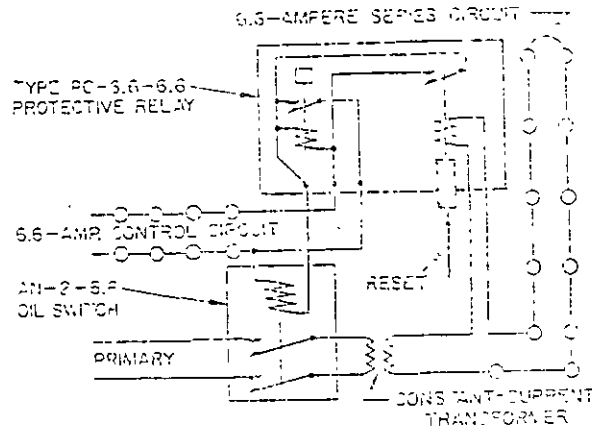 6.6-AMPERE SERIES CIRCUIT
TYPE PC-6.6-6.6
PROTECTIVE RELAY
6.6-AMP. CONTROL CIRCUIT
AN-2-6.6
OIL SWITCH
RESET
PRIMARY
CONSTANT-CURRENT
TRANSFORMER